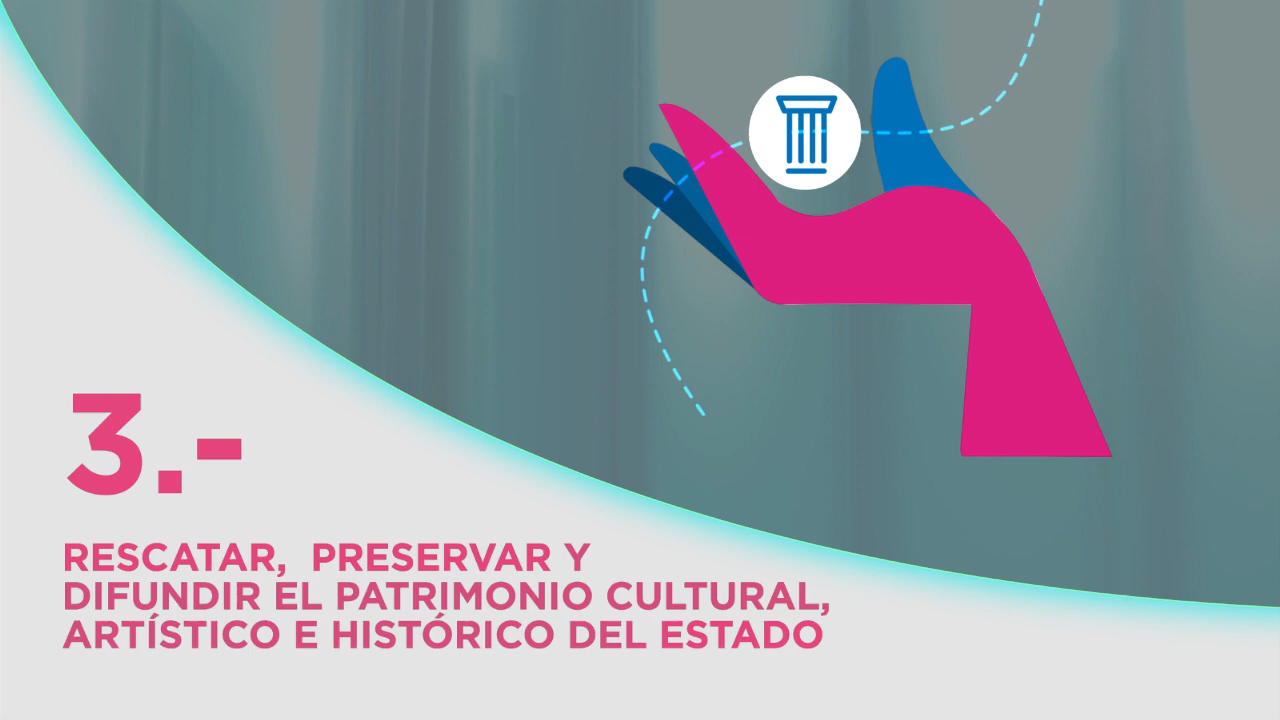 3.-
RESCATAR, PRESERVAR Y
DIFUNDIR EL PATRIMONIO CULTURAL,
ARTÍSTICO E HISTÓRICO DEL ESTADO